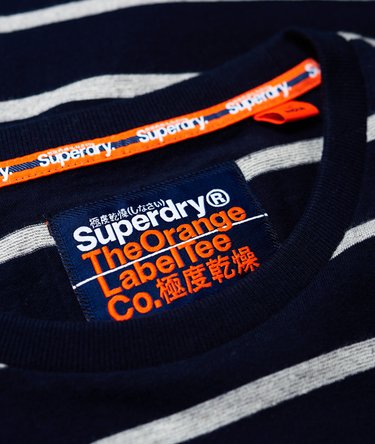 Superdry. Superdry. Superdry. Superdry.
極度乾燥(しなさい)
Superdry®
TheOrange
LabelTee
Co.極度乾燥